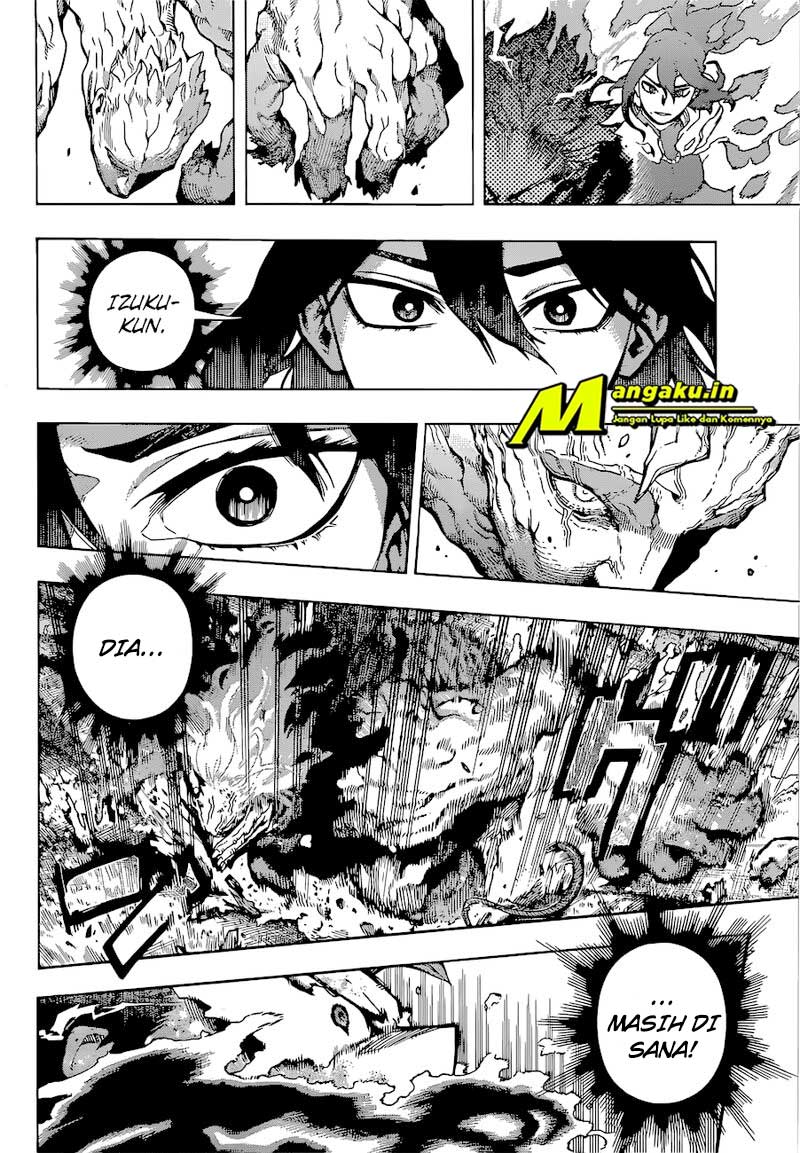 IZUKU-
KUN.
Mangaku.in
Jangan Lupa Like dan Komennya
DIA...
...
MASIH DI
SANA!